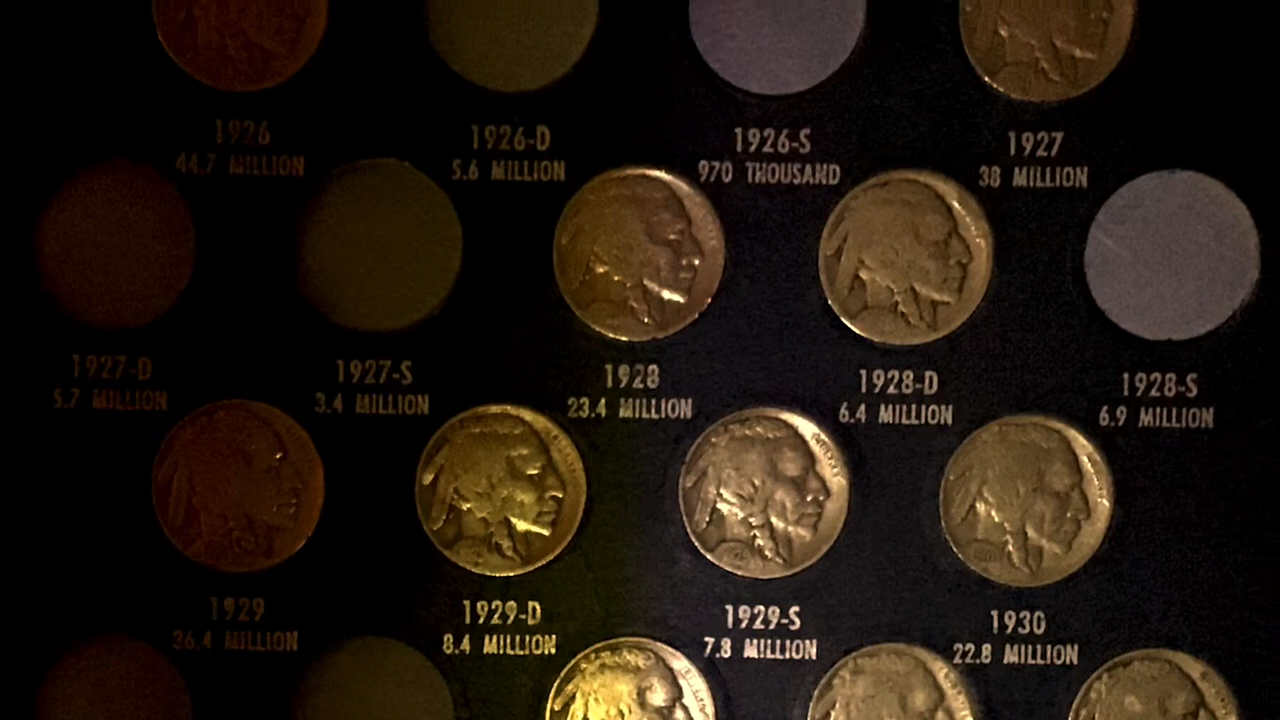 1926
44.7 MILLION
1926-D
5.6 MILLION
1926-S
970 THOUSAND
1927
38 MILLION
1927-D
5.7 MILLION
1927-S
3.4 MILLION
1928
23.4 MILLION
1928-D
6.4 MILLION
1928-S
6.9 MILLION
1929
36.4 MILLION
1929-D
8.4 MILLION
1929-S
7.8 MILLION
1930
22.8 MILLION